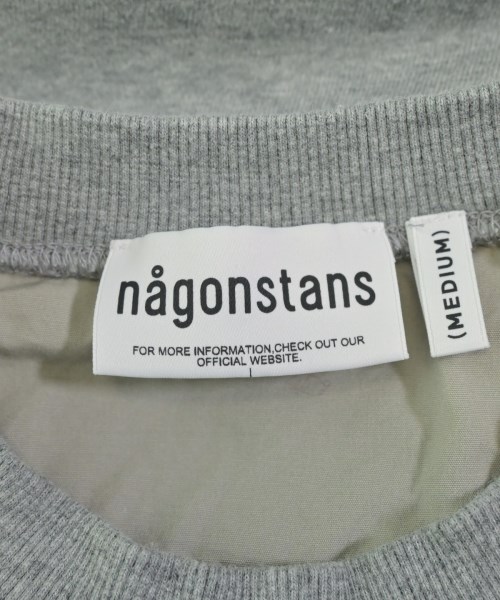 någonstans
FOR MORE INFORMATION,CHECK OUT OUR
OFFICIAL WEBSITE.
(MEDIUM)